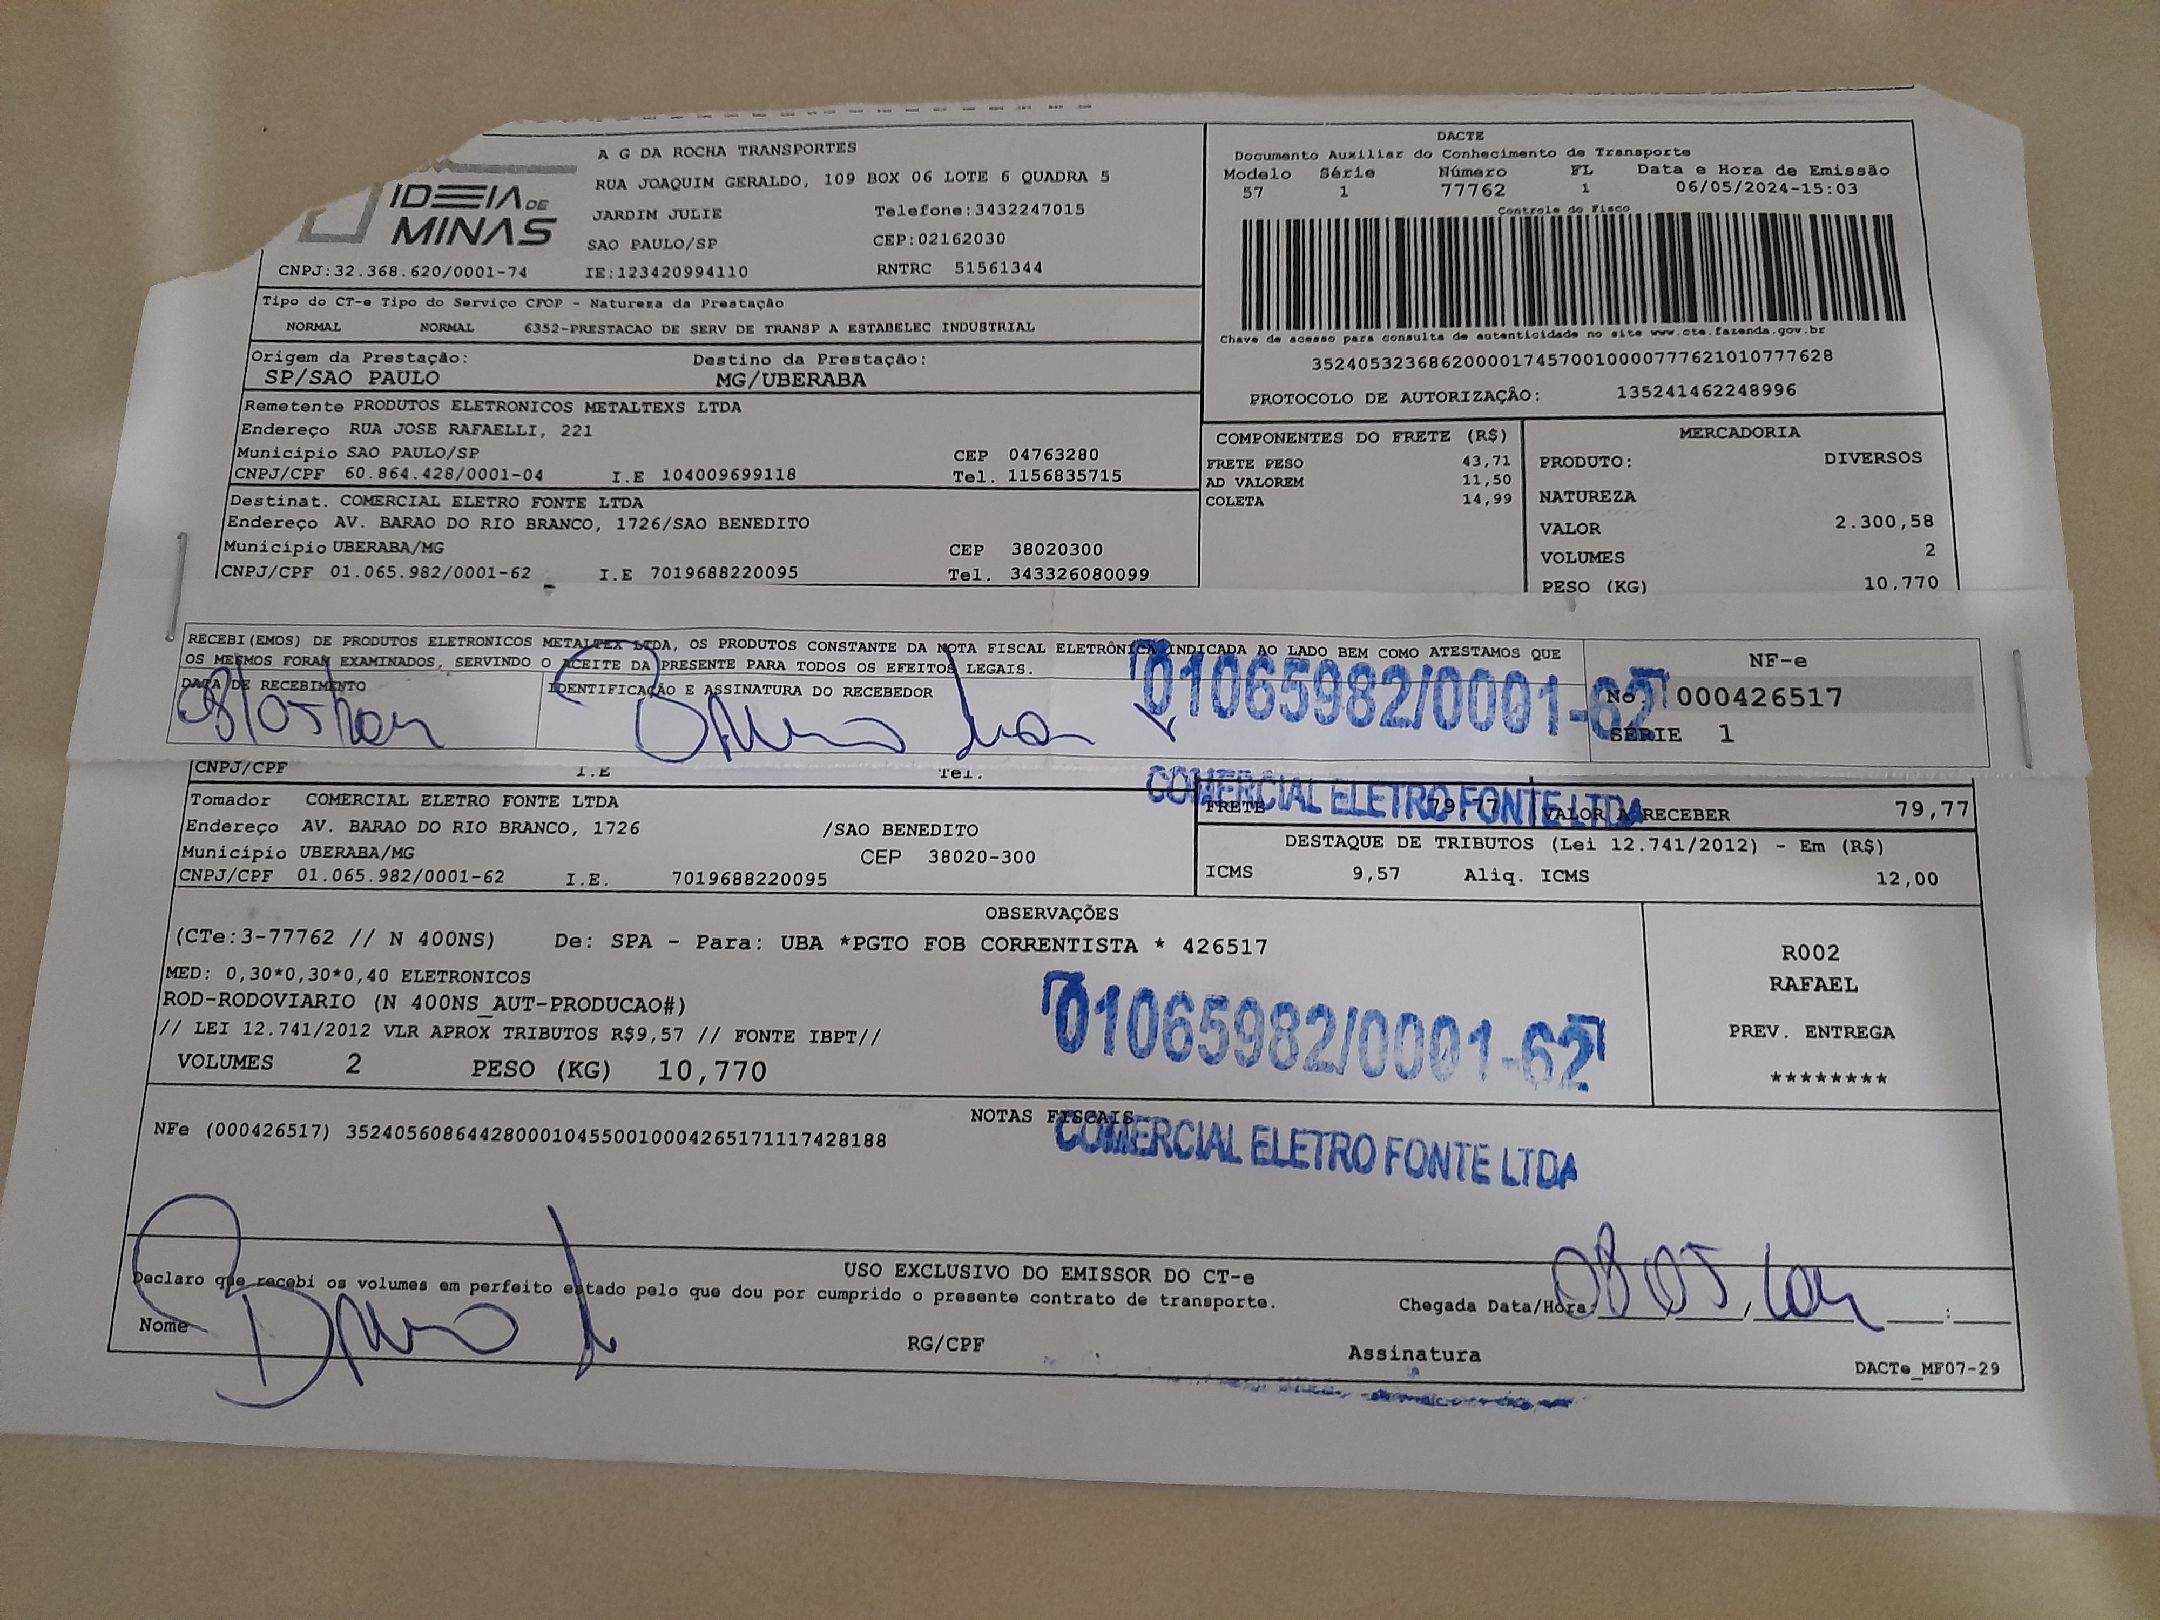 IDEIA DE
MINAS
CNPJ:32.368.620/0001-74
A G DA ROCHA TRANSPORTES
RUA JOAQUIM GERALDO, 109 BOX 06 LOTE 6 QUADRA 5
JARDIM JULIE Telefone:3432247015
SAO PAULO/SP CEP:02162030
IE:123420994110 RNTRC 51561344
DACTE
Documento Auxiliar do Conhecimento de Transporte
Modelo Série Número FL Data e Hora de Emissão
57 1 77762 1 06/05/2024-15:03
Controle do Fisco
Chave de acesso para consulta de autenticidade no site www.cte.fazenda.gov.br
35240532368620000174570010000777621010777628
PROTOCOLO DE AUTORIZAÇÃO: 135241462248996
Tipo do CT-e Tipo do Serviço CFOP - Natureza da Prestação
NORMAL NORMAL 6352-PRESTACAO DE SERV DE TRANSP A ESTABELEC INDUSTRIAL
Origem da Prestação: Destino da Prestação:
SP/SAO PAULO MG/UBERABA
Remetente PRODUTOS ELETRONICOS METALTEXS LTDA
Endereço RUA JOSE RAFAELLI, 221
Municipio SAO PAULO/SP CEP 04763280
CNPJ/CPF 60.864.428/0001-04 I.E 104009699118 Tel. 1156835715
Destinat. COMERCIAL ELETRO FONTE LTDA
Endereço AV. BARAO DO RIO BRANCO, 1726/SAO BENEDITO
Município UBERABA/MG CEP 38020300
CNPJ/CPF 01.065.982/0001-62 I.E 7019688220095 Tel. 343326080099
COMPONENTES DO FRETE (R$)
FRETE PESO 43,71
AD VALOREM 11,50
COLETA 14,99
MERCADORIA
PRODUTO: DIVERSOS
NATUREZA
VALOR 2.300,58
VOLUMES 2
PESO (KG) 10,770
RECEBI(EMOS) DE PRODUTOS ELETRONICOS METALTEX LTDA, OS PRODUTOS CONSTANTE DA NOTA FISCAL ELETRÔNICA INDICADA AO LADO BEM COMO ATESTAMOS QUE
OS MESMOS FORAM EXAMINADOS, SERVINDO O ACEITE DA PRESENTE PARA TODOS OS EFEITOS LEGAIS.
DATA DE RECEBIMENTO IDENTIFICAÇÃO E ASSINATURA DO RECEBEDOR
08/05/2024
01065982/0001-62
COMERCIAL ELETRO FONTE LTDA
NF-e
No. 000426517
SÉRIE 1
CNPJ/CPF I.E Tel.
Tomador COMERCIAL ELETRO FONTE LTDA
Endereço AV. BARAO DO RIO BRANCO, 1726 /SAO BENEDITO
Municipio UBERABA/MG CEP 38020-300
CNPJ/CPF 01.065.982/0001-62 I.E. 7019688220095
FRETE 79,77 VALOR A RECEBER 79,77
DESTAQUE DE TRIBUTOS (Lei 12.741/2012) - Em (R$)
ICMS 9,57 Aliq. ICMS 12,00
OBSERVAÇÕES
(CTe:3-77762 // N 400NS) De: SPA - Para: UBA *PGTO FOB CORRENTISTA * 426517
MED: 0,30*0,30*0,40 ELETRONICOS
ROD-RODOVIARIO (N 400NS_AUT-PRODUCAO#)
// LEI 12.741/2012 VLR APROX TRIBUTOS R$9,57 // FONTE IBPT//
VOLUMES 2 PESO (KG) 10,770
R002
RAFAEL
PREV. ENTREGA
********
01065982/0001-62
COMERCIAL ELETRO FONTE LTDA
NOTAS FISCAIS
NFe (000426517) 35240560864428000104550010004265171117428188
USO EXCLUSIVO DO EMISSOR DO CT-e
Declaro que recebi os volumes em perfeito estado pelo que dou por cumprido o presente contrato de transporte.
Chegada Data/Hora: 08/05/2024
Nome RG/CPF Assinatura
DACTe_MF07-29